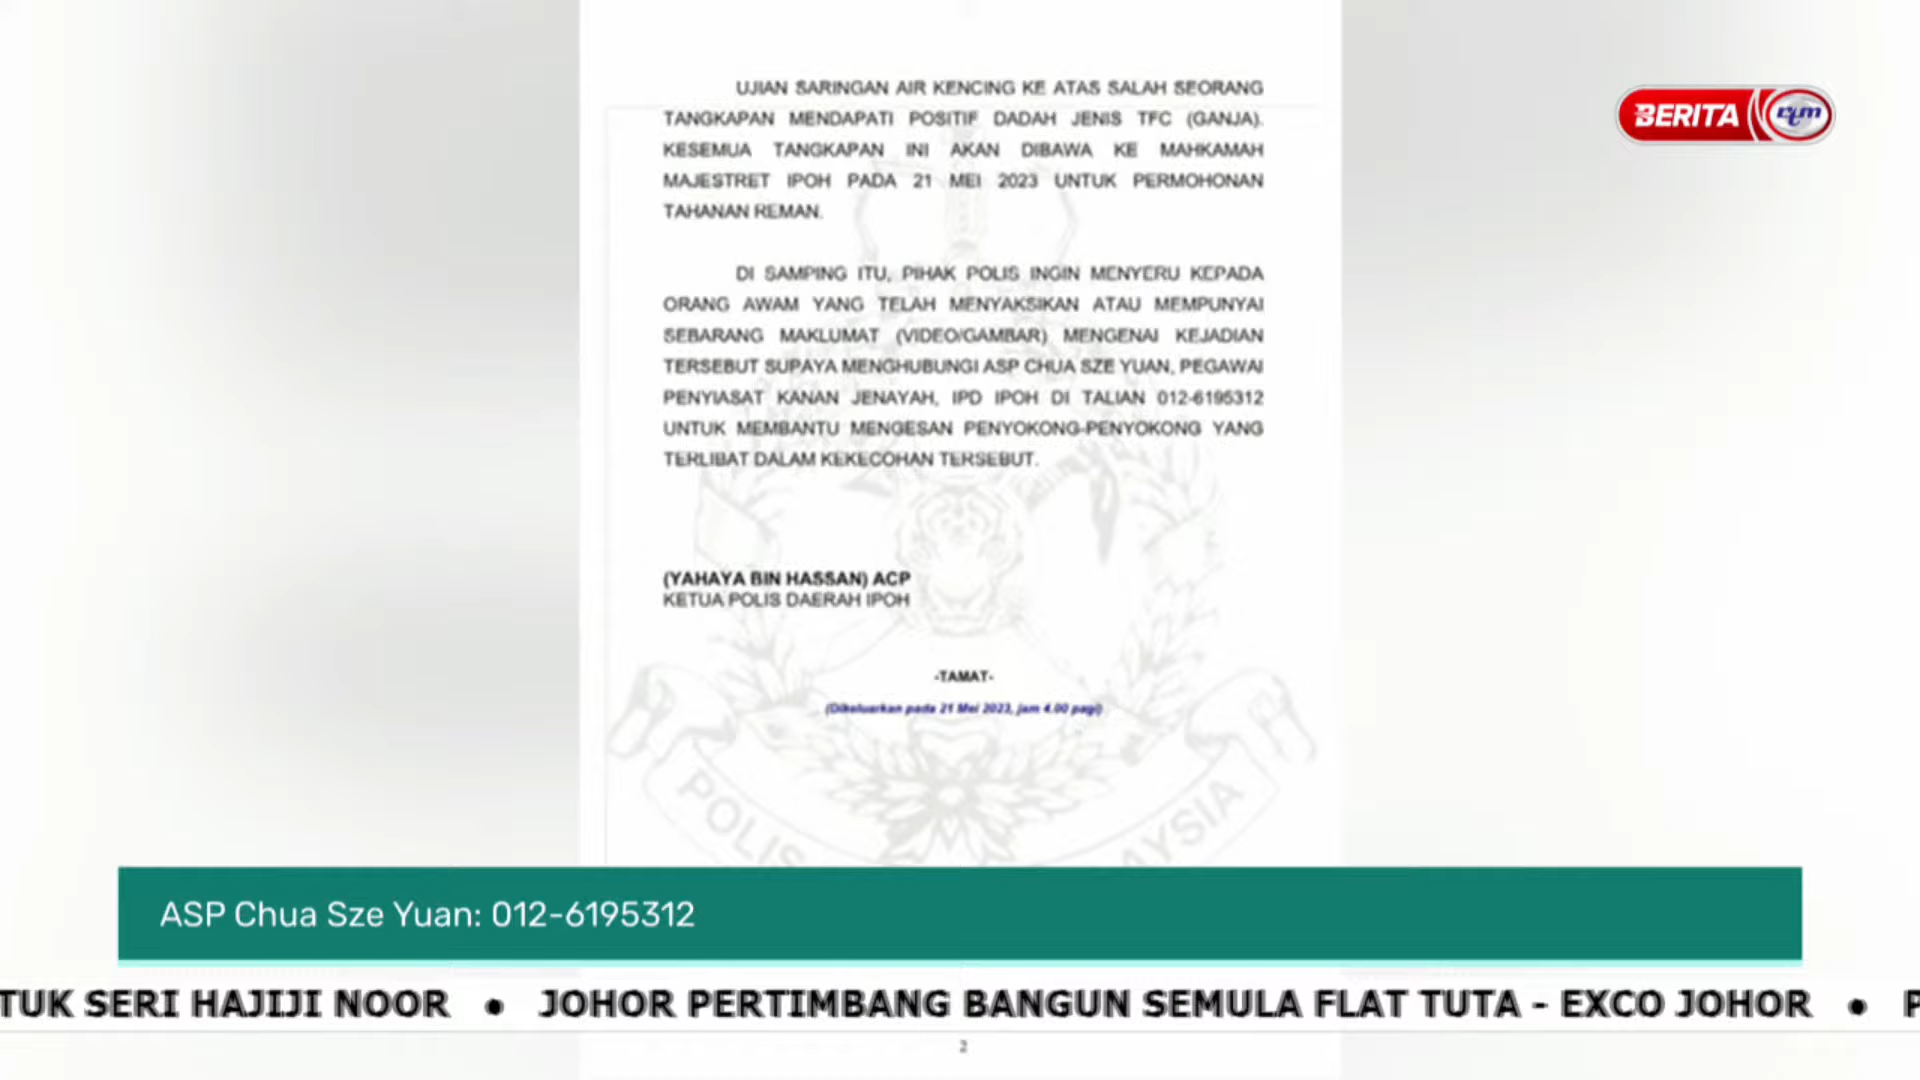 UJIAN SARINGAN AIR KENCING KE ATAS SALAH SEORANG
TANGKAPAN MENDAPATI POSITIF DADAH JENIS TFC (GANJA).
KESEMUA TANGKAPAN INI AKAN DIBAWA KE MAHKAMAH
MAJESTRET IPOH PADA 21 MEI 2023 UNTUK PERMOHONAN
TAHANAN REMAN.
DI SAMPING ITU, PIHAK POLIS INGIN MENYERU KEPADA
ORANG AWAM YANG TELAH MENYAKSIKAN ATAU MEMPUNYAI
SEBARANG MAKLUMAT (VIDEO/GAMBAR) MENGENAI KEJADIAN
TERSEBUT SUPAYA MENGHUBUNGI ASP CHUA SZE YUAN, PEGAWAI
PENYIASAT KANAN JENAYAH, IPD IPOH DI TALIAN 012-6195312
UNTUK MEMBANTU MENGESAN PENYOKONG-PENYOKONG YANG
TERLIBAT DALAM KEKECOHAN TERSEBUT.
(YAHAYA BIN HASSAN) ACP
KETUA POLIS DAERAH IPOH
-TAMAT-
(Dikeluarkan pada 21 Mei 2023, jam 4.00 pagi)
BERITA rtm
POLIS AYSIA
ASP Chua Sze Yuan: 012-6195312
TUK SERI HAJIJI NOOR • JOHOR PERTIMBANG BANGUN SEMULA FLAT TUTA - EXCO JOHOR • P
2